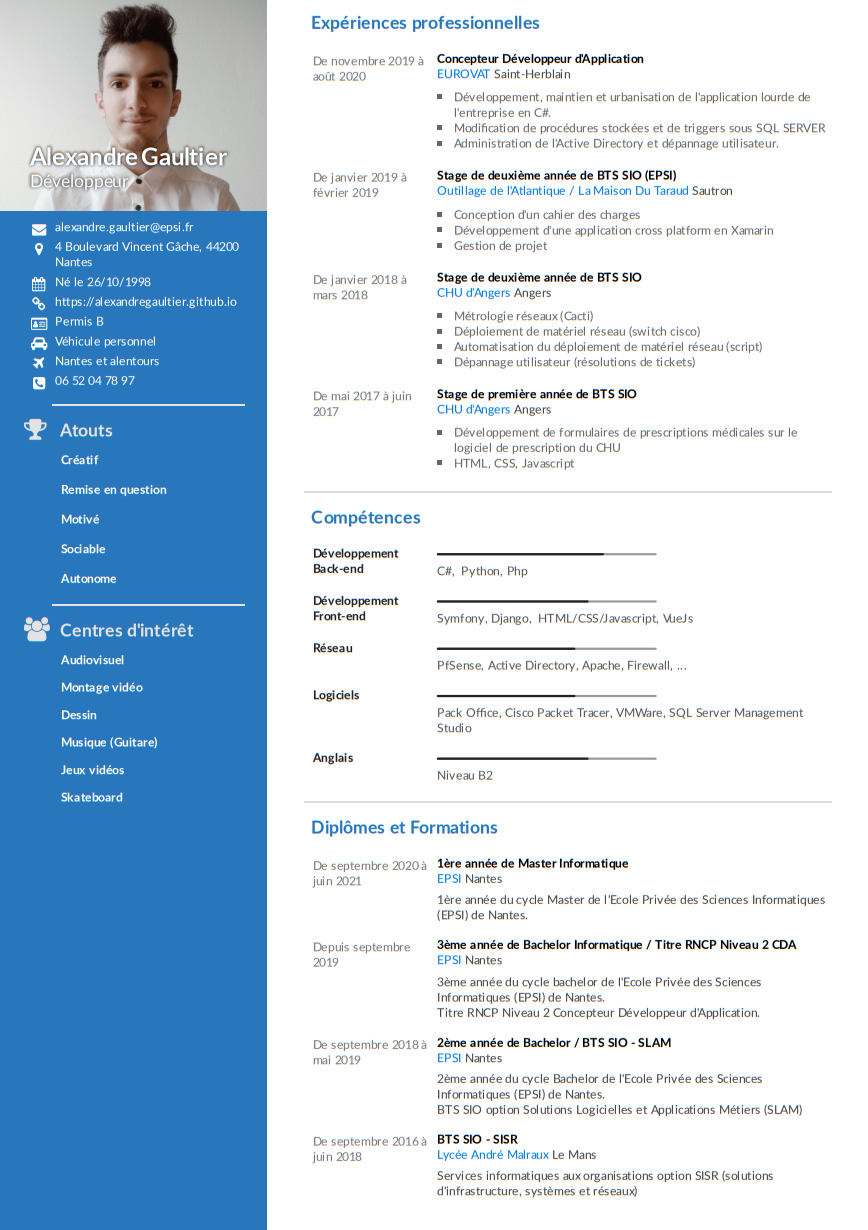 Alexandre Gaultier
Développeur
alexandre.gaultier@epsi.fr
4 Boulevard Vincent Gâche, 44200
Nantes
Né le 26/10/1998
https://alexandregaultier.github.io
Permis B
Véhicule personnel
Nantes et alentours
06 52 04 78 97
Atouts
Créatif
Remise en question
Motivé
Sociable
Autonome
Centres d'intérêt
Audiovisuel
Montage vidéo
Dessin
Musique (Guitare)
Jeux vidéos
Skateboard
Expériences professionnelles
De novembre 2019 à
août 2020
Concepteur Développeur d'Application
EUROVAT Saint-Herblain
Développement, maintien et urbanisation de l'application lourde de
l'entreprise en C#.
Modification de procédures stockées et de triggers sous SQL SERVER
Administration de l'Active Directory et dépannage utilisateur.
De janvier 2019 à
février 2019
Stage de deuxième année de BTS SIO (EPSI)
Outillage de l'Atlantique / La Maison Du Taraud Sautron
Conception d'un cahier des charges
Développement d'une application cross platform en Xamarin
Gestion de projet
De janvier 2018 à
mars 2018
Stage de deuxième année de BTS SIO
CHU d'Angers Angers
Métrologie réseaux (Cacti)
Déploiement de matériel réseau (switch cisco)
Automatisation du déploiement de matériel réseau (script)
Dépannage utilisateur (résolutions de tickets)
De mai 2017 à juin
2017
Stage de première année de BTS SIO
CHU d'Angers Angers
Développement de formulaires de prescriptions médicales sur le
logiciel de prescription du CHU
HTML, CSS, Javascript
Compétences
Développement
Back-end
C#, Python, Php
Développement
Front-end
Symfony, Django, HTML/CSS/Javascript, VueJs
Réseau
PfSense, Active Directory, Apache, Firewall, ...
Logiciels
Pack Office, Cisco Packet Tracer, VMWare, SQL Server Management
Studio
Anglais
Niveau B2
Diplômes et Formations
De septembre 2020 à
juin 2021
1ère année de Master Informatique
EPSI Nantes
1ère année du cycle Master de l'Ecole Privée des Sciences Informatiques
(EPSI) de Nantes.
Depuis septembre
2019
3ème année de Bachelor Informatique / Titre RNCP Niveau 2 CDA
EPSI Nantes
3ème année du cycle bachelor de l'Ecole Privée des Sciences
Informatiques (EPSI) de Nantes.
Titre RNCP Niveau 2 Concepteur Développeur d'Application.
De septembre 2018 à
mai 2019
2ème année de Bachelor / BTS SIO - SLAM
EPSI Nantes
2ème année du cycle Bachelor de l'Ecole Privée des Sciences
Informatiques (EPSI) de Nantes.
BTS SIO option Solutions Logicielles et Applications Métiers (SLAM)
De septembre 2016 à
juin 2018
BTS SIO - SISR
Lycée André Malraux Le Mans
Services informatiques aux organisations option SISR (solutions
d'infrastructure, systèmes et réseaux)